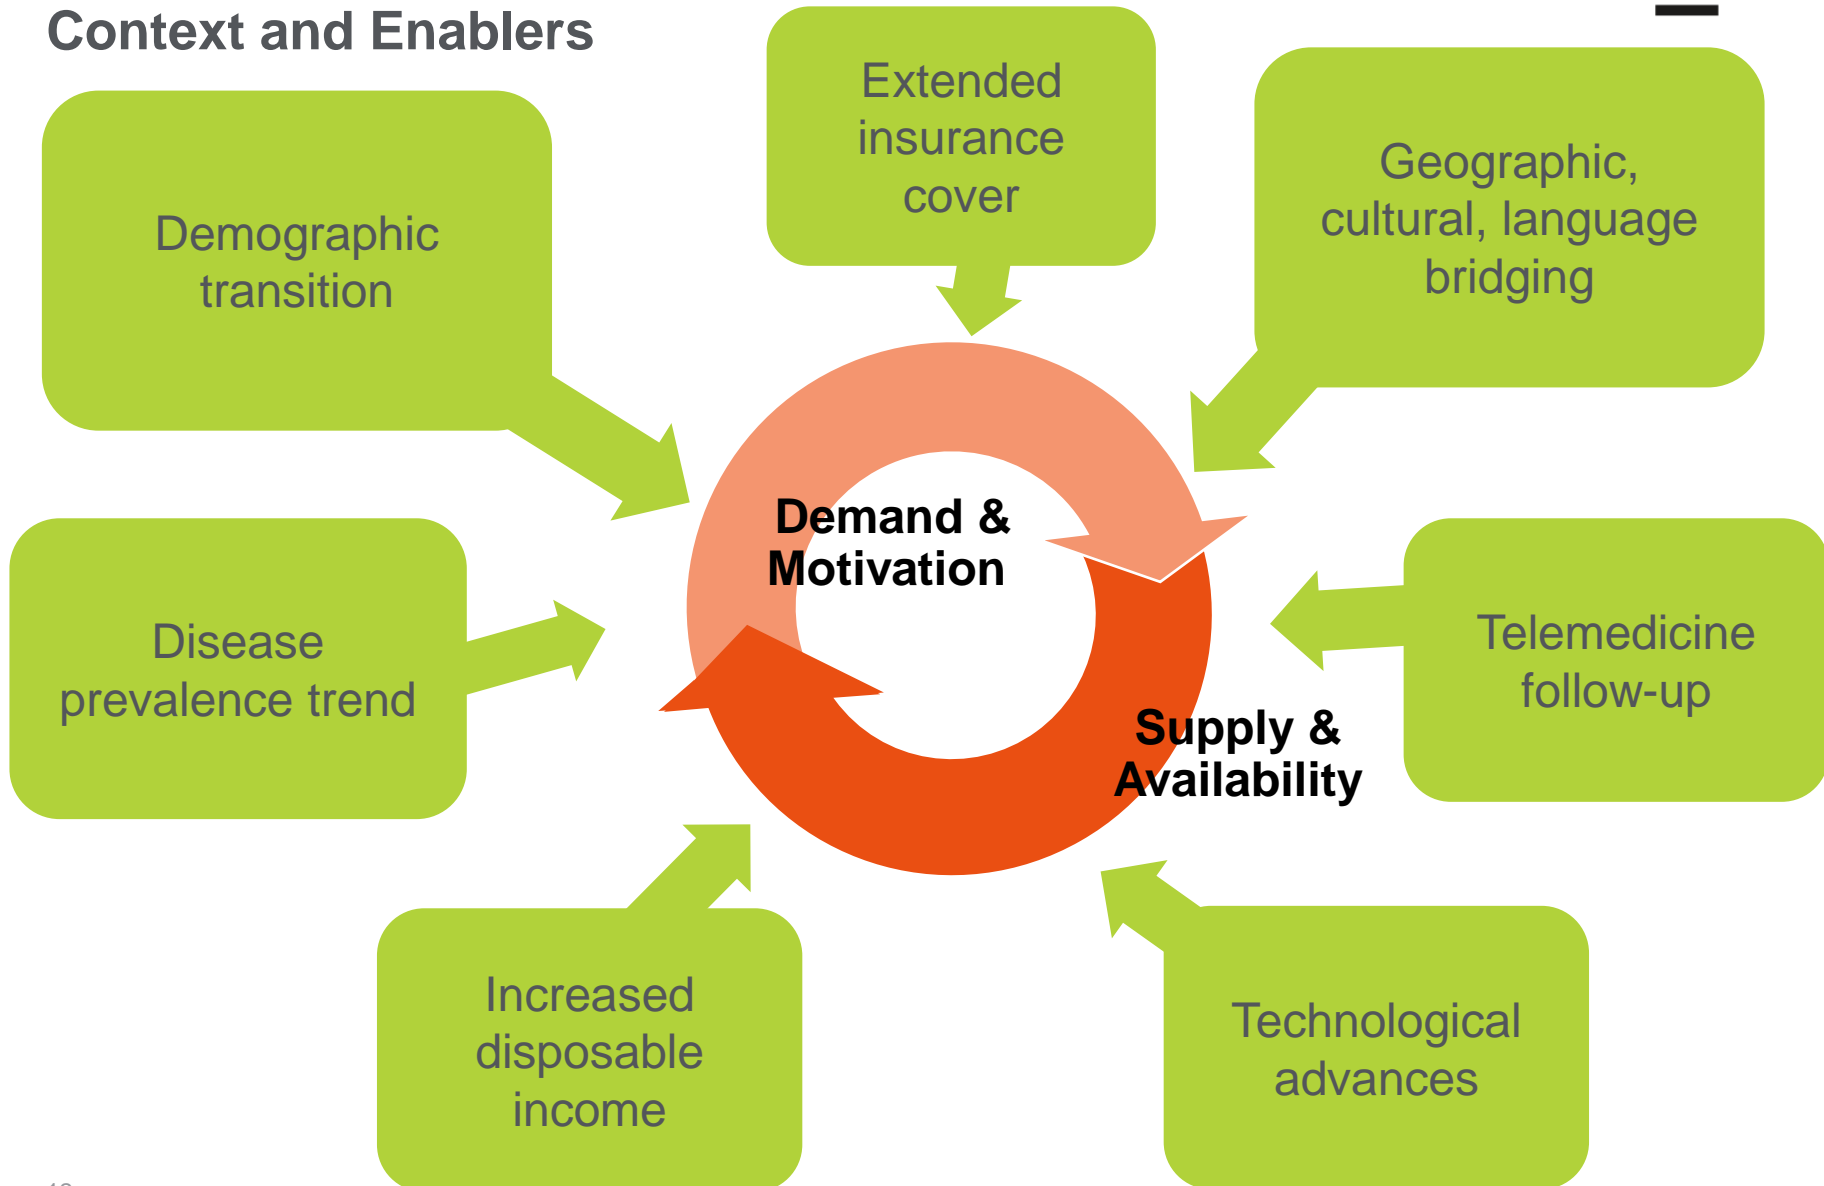 Context and Enablers
Extended
insurance
cover
Geographic,
cultural, language
bridging
Demographic
transition
Demand &
Motivation
Disease
prevalence trend
Telemedicine
follow-up
Supply &
Availability
Increased
disposable
income
Technological
advances